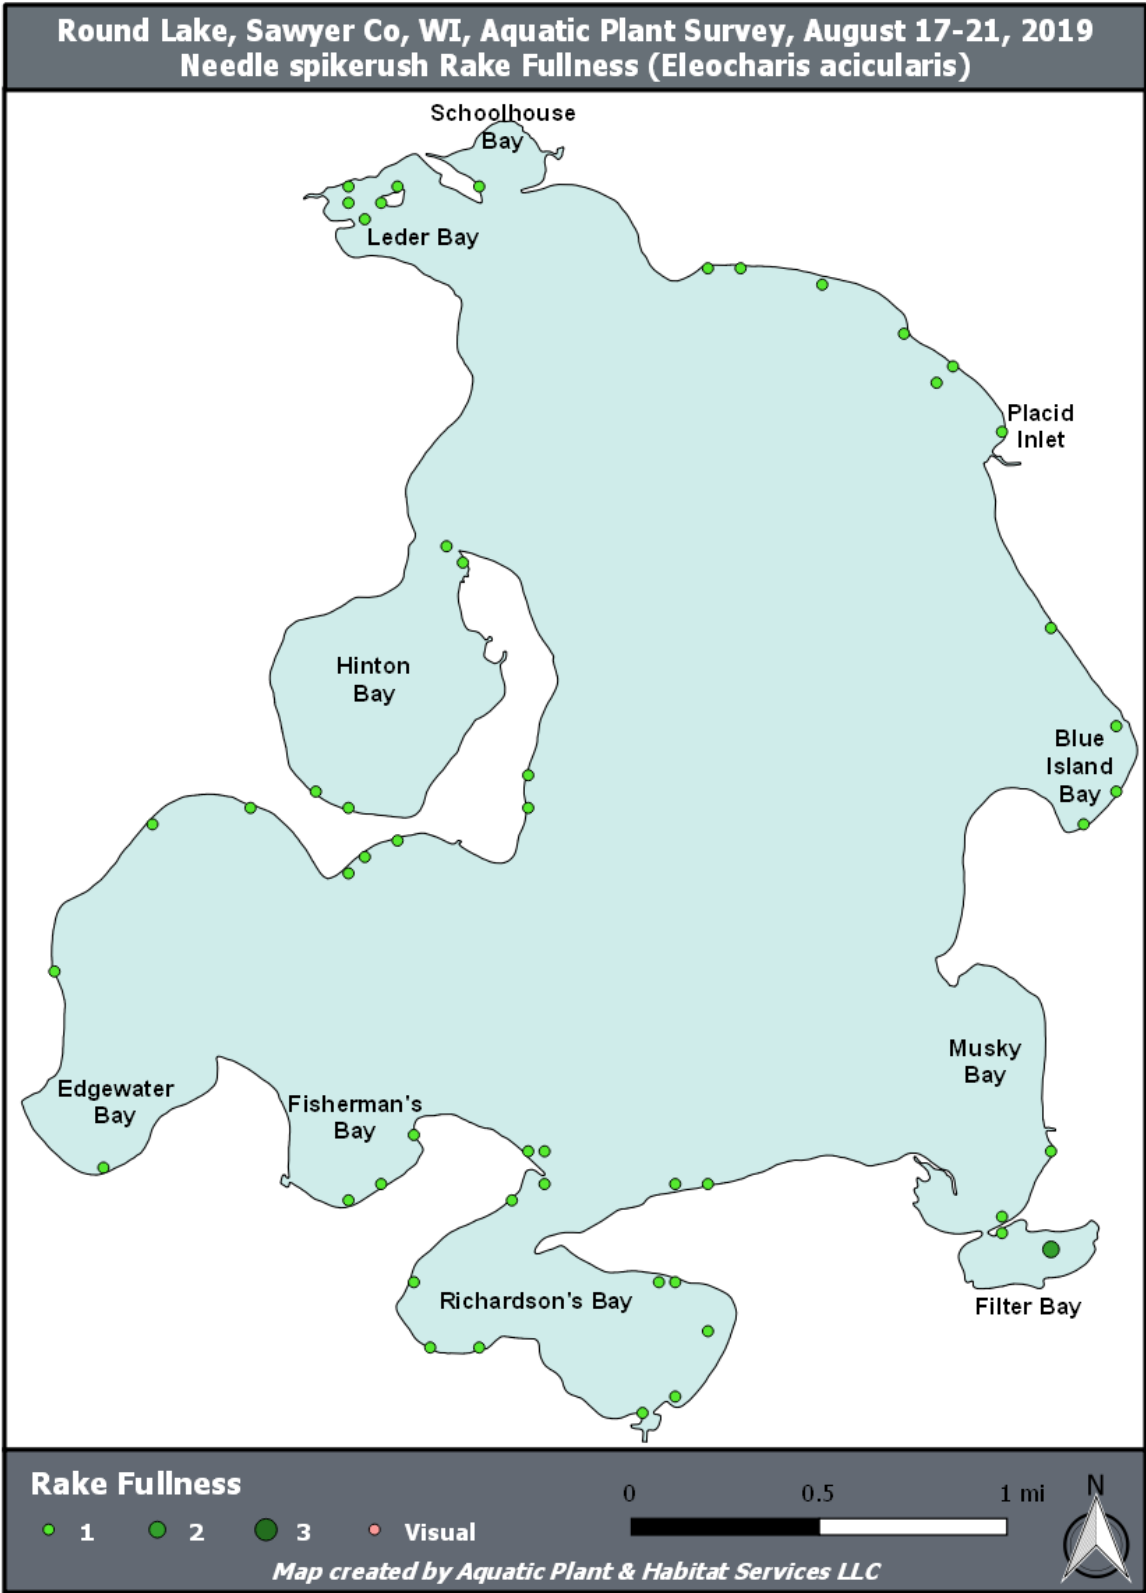 Round Lake, Sawyer Co, WI, Aquatic Plant Survey, August 17-21, 2019
Needle spikerush Rake Fullness (Eleocharis acicularis)
Schoolhouse
Bay
Leder Bay
Placid
Inlet
Hinton
Bay
Blue
Island
Bay
Musky
Bay
Edgewater
Bay
Fisherman's
Bay
Richardson's Bay
Filter Bay
Rake Fullness
1 2 3 Visual
0 0.5 1 mi
N
Map created by Aquatic Plant & Habitat Services LLC